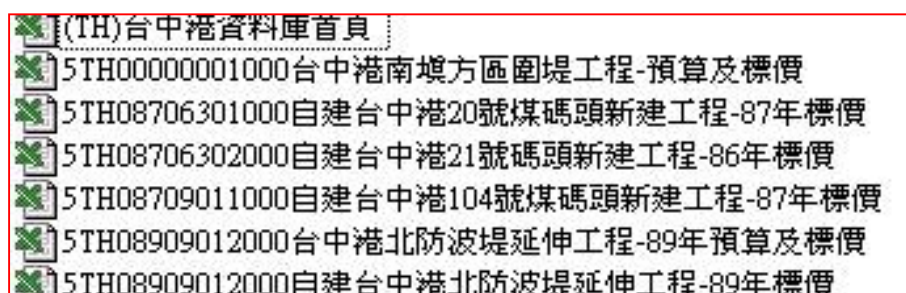 (TH)台中港資料庫首頁
5TH00000001000台中港南填方區圍堤工程-預算及標價
5TH08706301000自建台中港20號煤碼頭新建工程-87年標價
5TH08706302000自建台中港21號碼頭新建工程-86年標價
5TH08709011000自建台中港104號煤碼頭新建工程-87年標價
5TH08909012000台中港北防波堤延伸工程-89年預算及標價
5TH08909012000自建台中港北防波堤延伸工程-89年標價